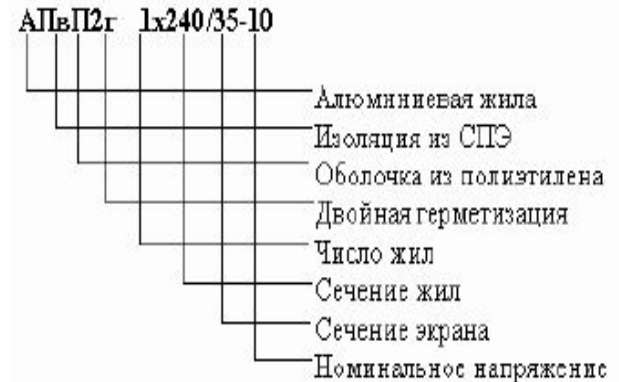 АПвП2г 1х240/35-10
Алюминиевая жила
Изоляция из СПЭ
Оболочка из полиэтилена
Двойная герметизация
Число жил
Сечение жил
Сечение экрана
Номинальное напряжение